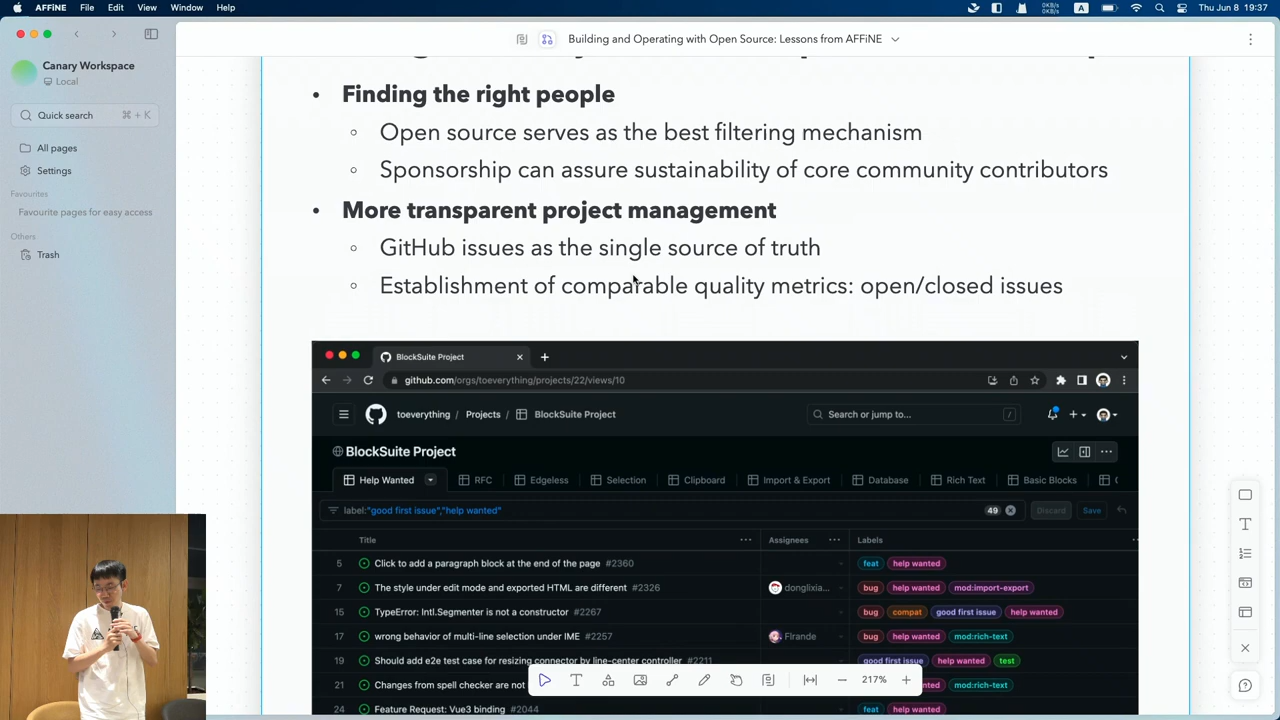 AFFiNE File Edit View Window Help
0KB/s
0KB/s
A
Thu Jun 8 19:37
Building and Operating with Open Source: Lessons from AFFiNE
Canary Workspace
Local
Quick search ⌘ + K
All pages
Settings
Favourites
Favourite pages for easy access
Others
Trash
• Finding the right people
◦ Open source serves as the best filtering mechanism
◦ Sponsorship can assure sustainability of core community contributors
• More transparent project management
◦ GitHub issues as the single source of truth
◦ Establishment of comparable quality metrics: open/closed issues
BlockSuite Project
github.com/orgs/toeverything/projects/22/views/10
toeverything / Projects / BlockSuite Project
Search or jump to... /
BlockSuite Project
Help Wanted RFC Edgeless Selection Clipboard Import & Export Database Rich Text Basic Blocks
label:"good first issue","help wanted" 49 Discard Save
Title Assignees Labels
5 Click to add a paragraph block at the end of the page #2360 feat help wanted
7 The style under edit mode and exported HTML are different #2326 donglixia... bug help wanted mod:import-export
15 TypeError: Intl.Segmenter is not a constructor #2267 bug compat good first issue help wanted
17 wrong behavior of multi-line selection under IME #2257 Flrande bug help wanted mod:rich-text
19 Should add e2e test case for resizing connector by line-center controller #2211 good first issue help wanted test
21 Changes from spell checker are not mod:rich-text
24 Feature Request: Vue3 binding #2044 feat help wanted
217%